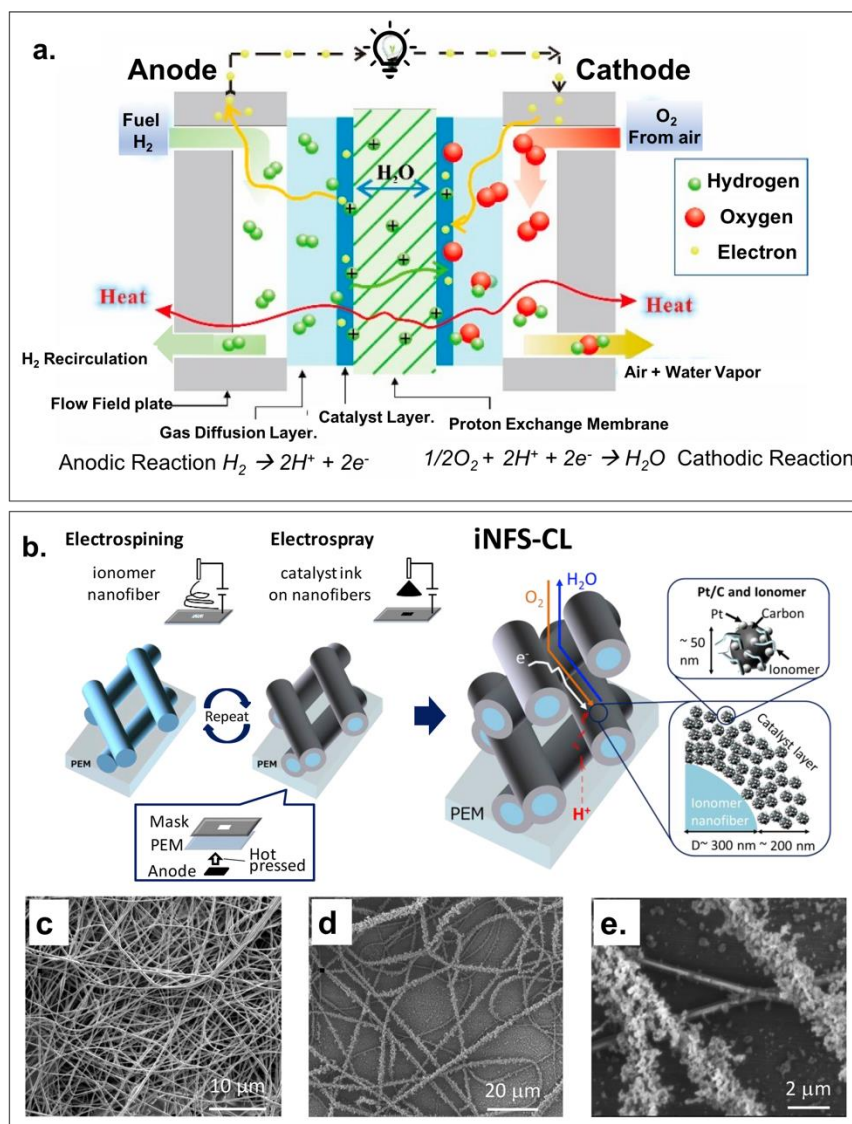 a.
Anode
Cathode
Fuel
H₂
O₂
From air
H₂O
Hydrogen
Oxygen
Electron
Heat
Heat
H₂ Recirculation
Air + Water Vapor
Flow Field plate
Gas Diffusion Layer.
Catalyst Layer.
Proton Exchange Membrane
Anodic Reaction H₂ → 2H⁺ + 2e⁻
1/2O₂ + 2H⁺ + 2e⁻ → H₂O Cathodic Reaction
b.
Electrospining
Electrospray
iNFS-CL
ionomer
nanofiber
catalyst ink
on nanofibers
O₂
H₂O
e⁻
Pt/C and Ionomer
Pt
Carbon
~ 50
nm
Ionomer
PEM
Repeat
PEM
PEM
H⁺
Catalyst layer
Ionomer
nanofiber
D~ 300 nm
~ 200 nm
Mask
PEM
Anode
Hot
pressed
c
10 μm
d
20 μm
e.
2 μm